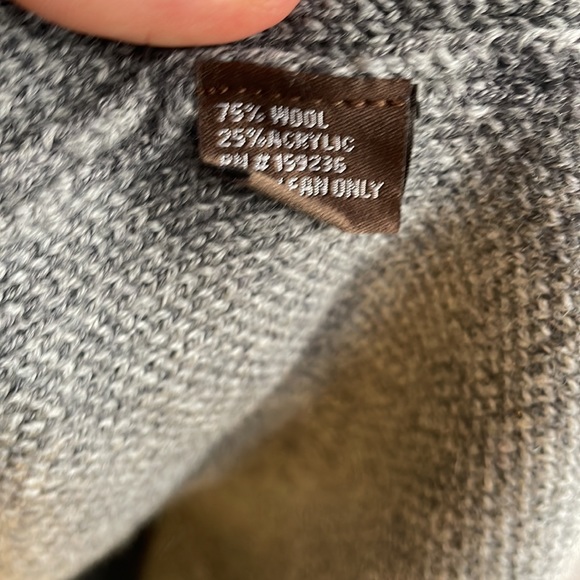 75% WOOL
25% ACRYLIC
RN # 159236
ONLY